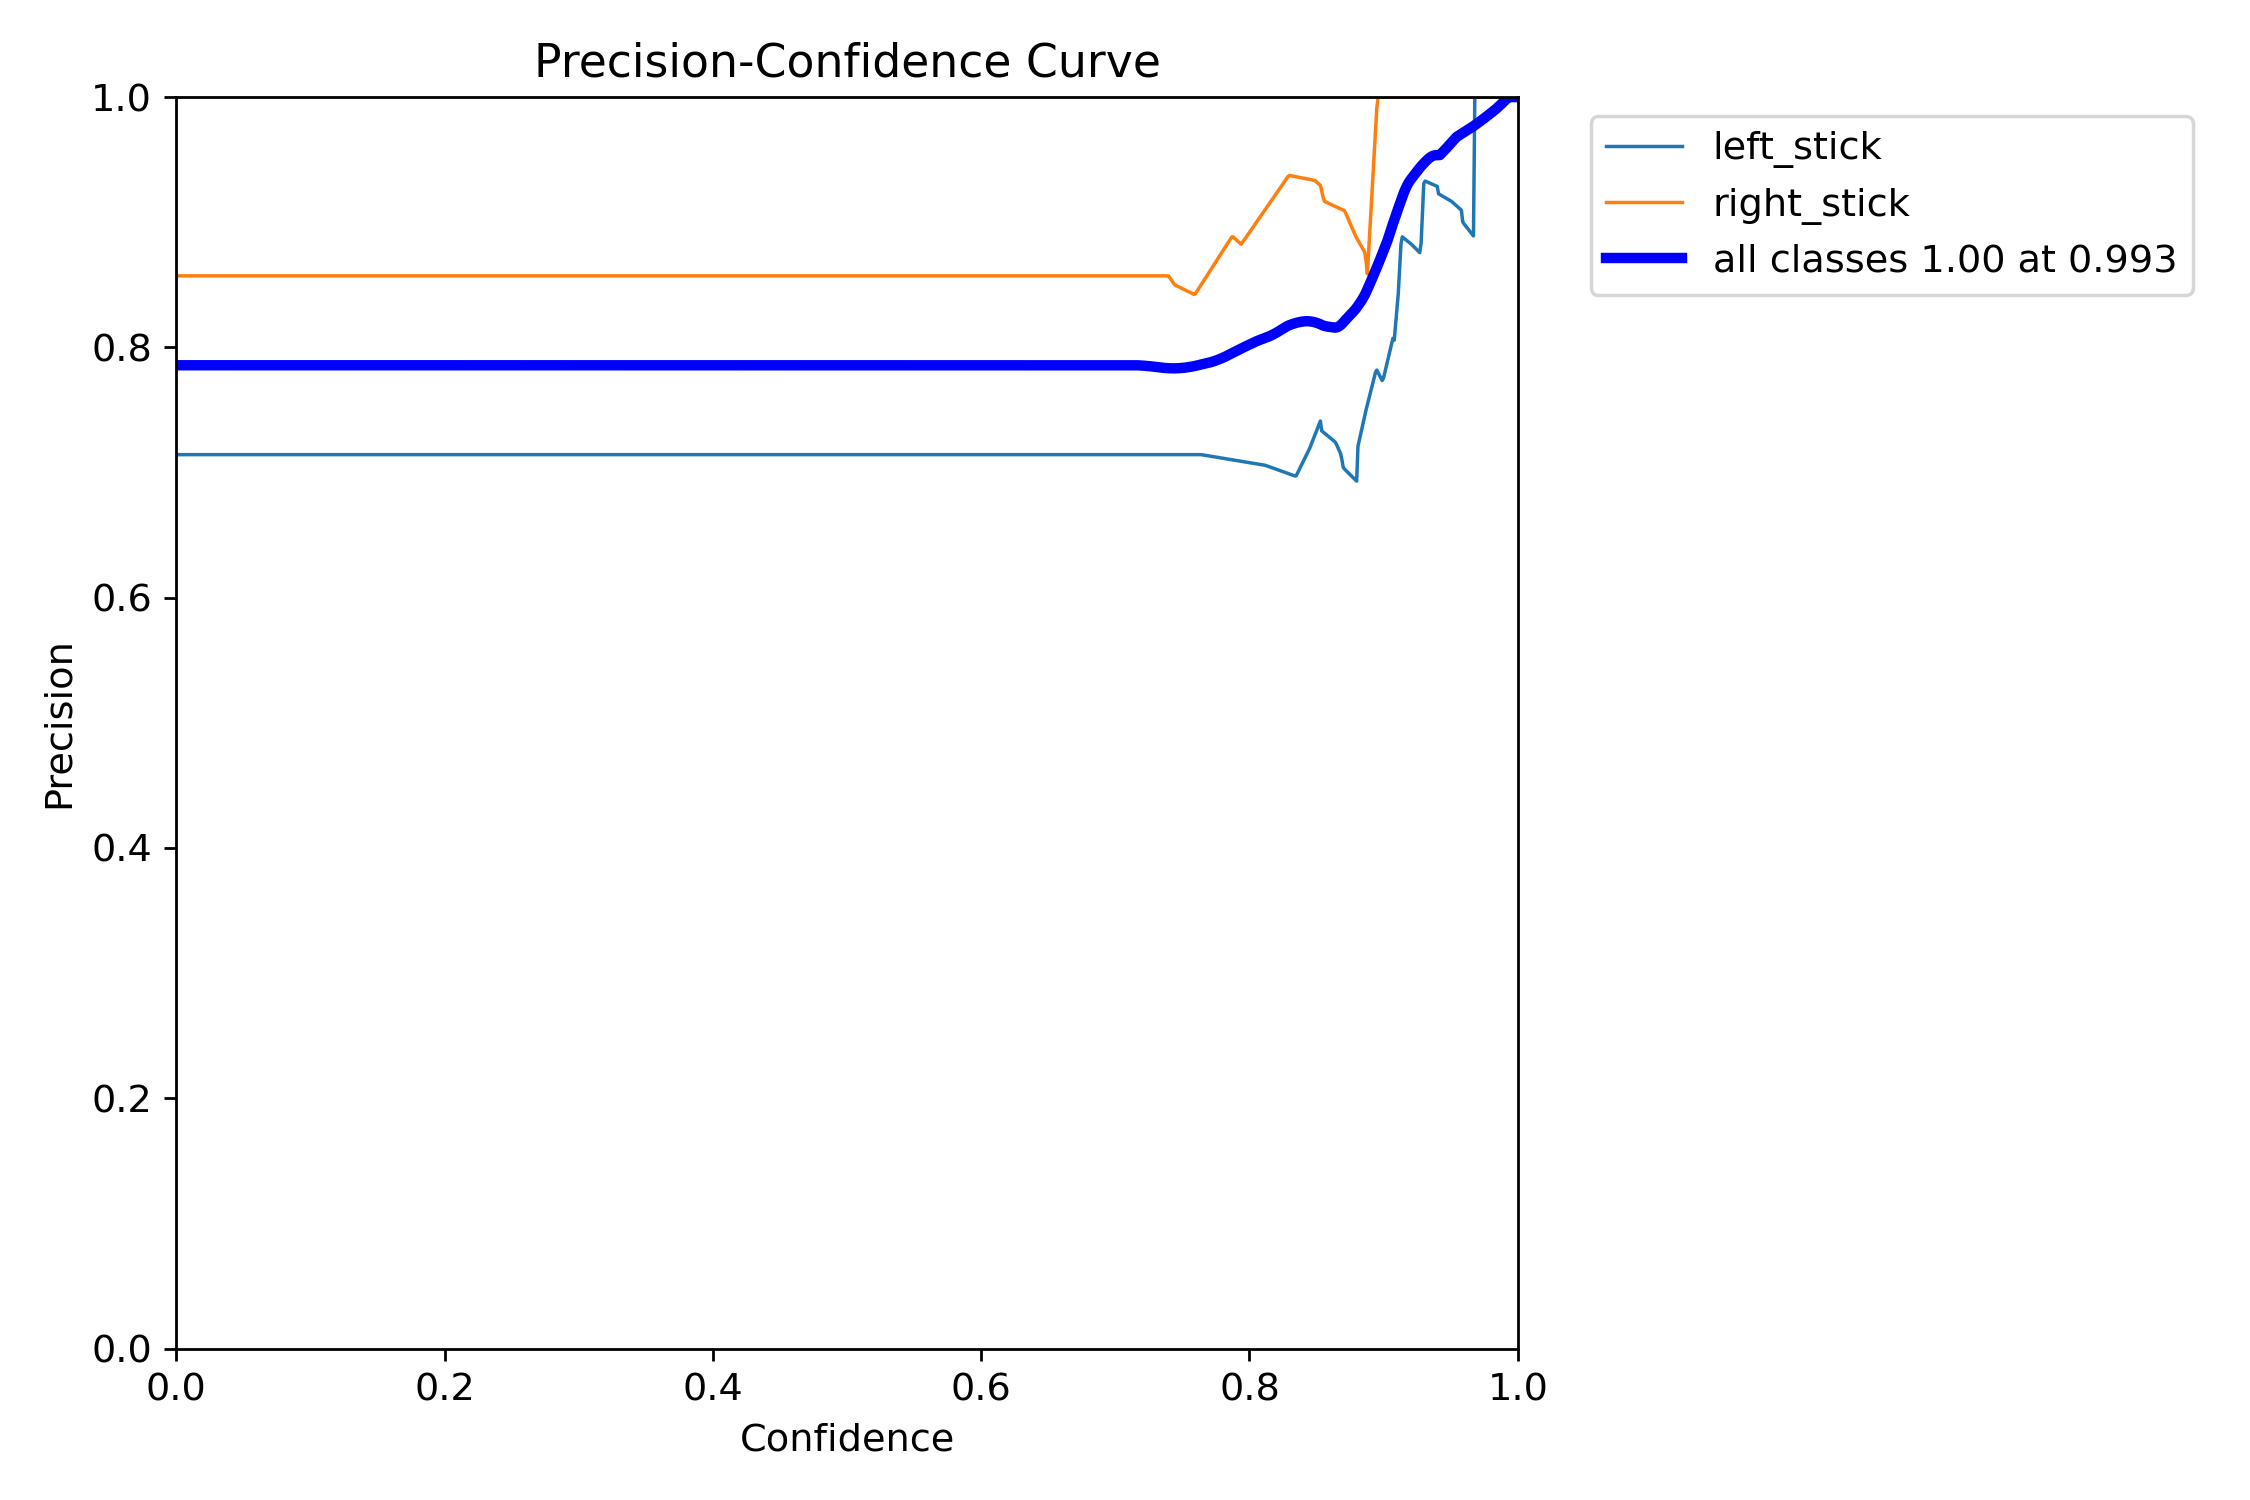 Precision-Confidence Curve
1.0
0.8
0.6
0.4
0.2
0.0
Precision
0.0 0.2 0.4 0.6 0.8 1.0
Confidence
left_stick
right_stick
all classes 1.00 at 0.993